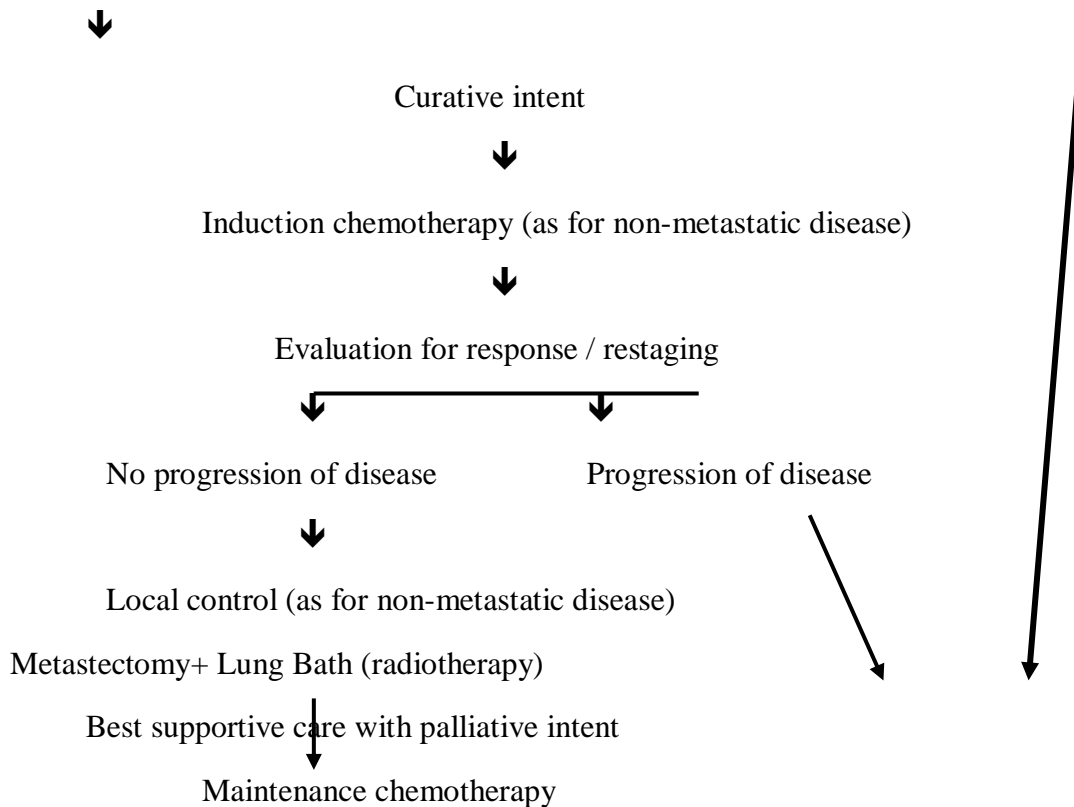 Curative intent
Induction chemotherapy (as for non-metastatic disease)
Evaluation for response / restaging
No progression of disease Progression of disease
Local control (as for non-metastatic disease)
Metastectomy+ Lung Bath (radiotherapy)
Best supportive care with palliative intent
Maintenance chemotherapy